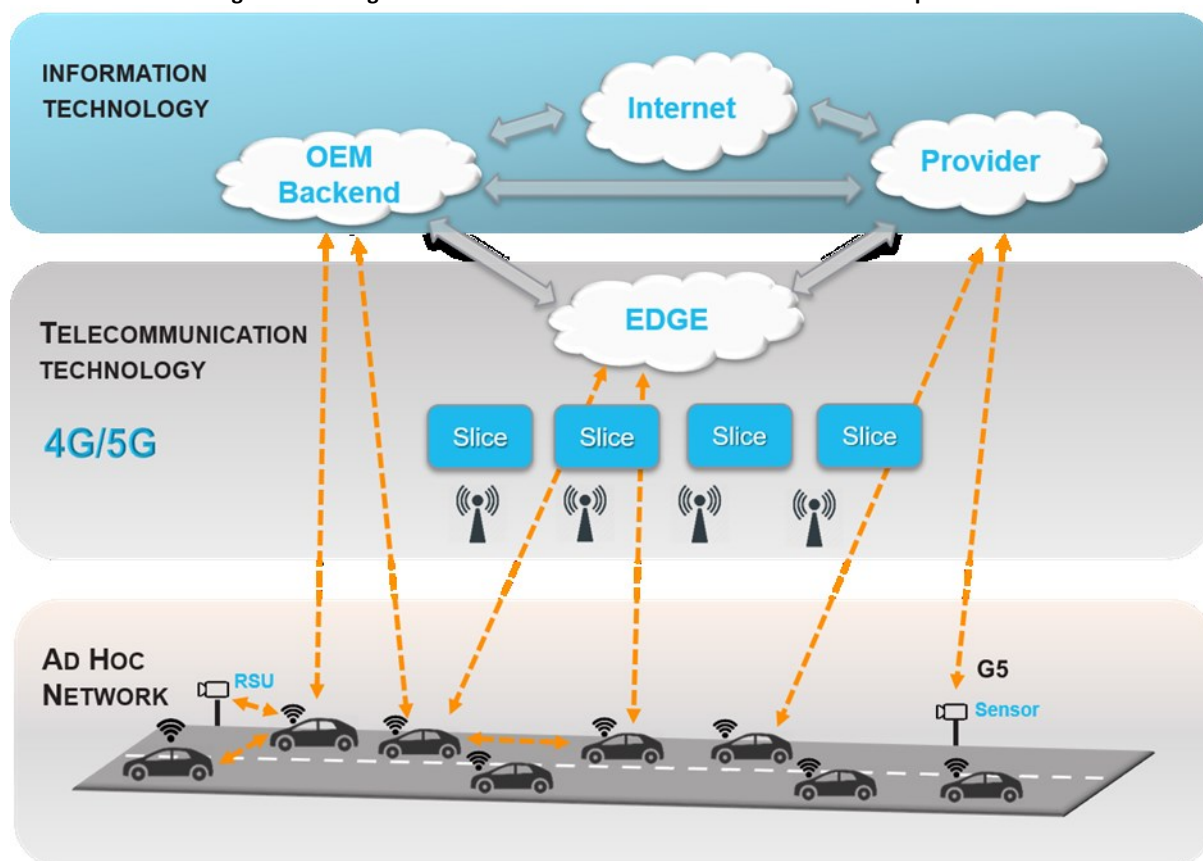 INFORMATION
TECHNOLOGY
Internet
OEM
Backend
Provider
EDGE
TELECOMMUNICATION
TECHNOLOGY
4G/5G
Slice
Slice
Slice
Slice
AD HOC
NETWORK
RSU
G5
Sensor